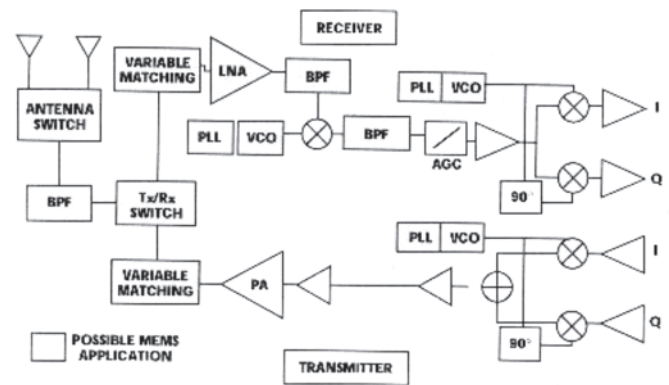 RECEIVER
VARIABLE
MATCHING
LNA
BPF
ANTENNA
SWITCH
PLL VCO
I
PLL VCO
BPF
AGC
BPF
Tx/Rx
SWITCH
90°
Q
PLL VCO
I
VARIABLE
MATCHING
PA
POSSIBLE MEMS
APPLICATION
90°
Q
TRANSMITTER